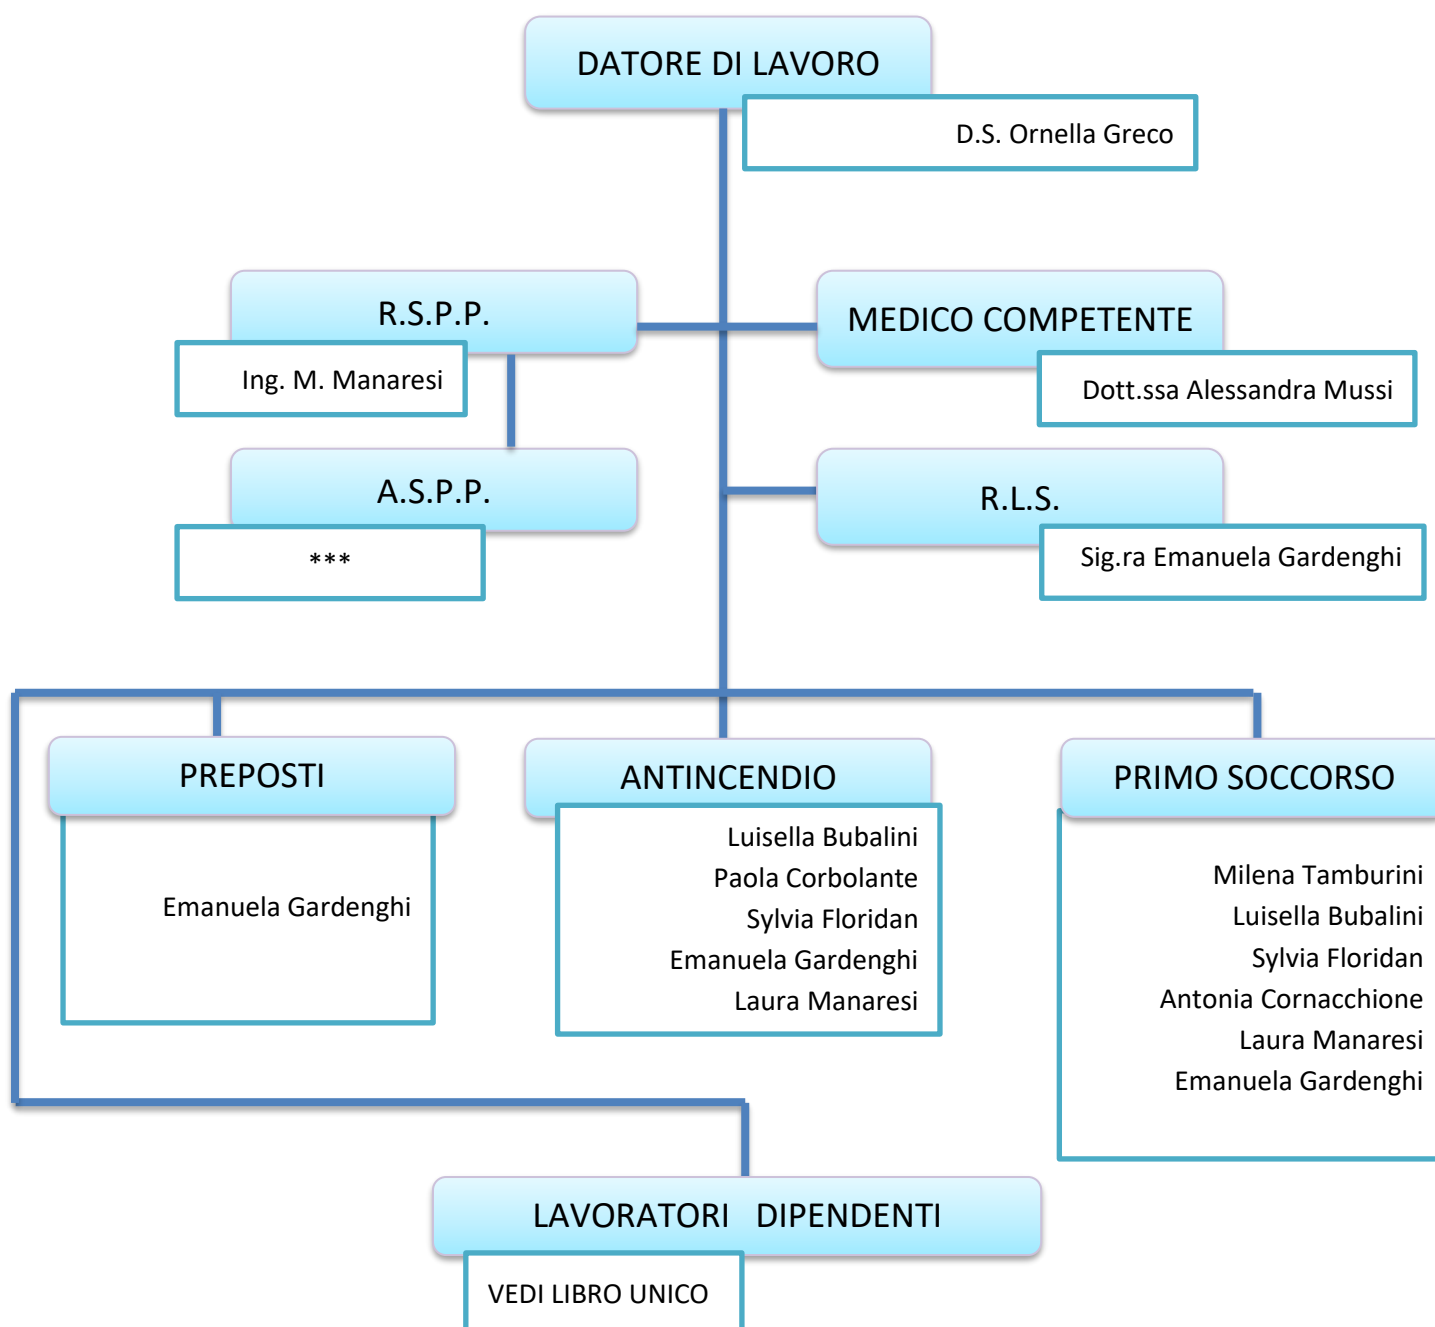 DATORE DI LAVORO
D.S. Ornella Greco
R.S.P.P.
Ing. M. Manaresi
MEDICO COMPETENTE
Dott.ssa Alessandra Mussi
A.S.P.P.
***
R.L.S.
Sig.ra Emanuela Gardenghi
PREPOSTI
Emanuela Gardenghi
ANTINCENDIO
Luisella Bubalini
Paola Corbolante
Sylvia Floridan
Emanuela Gardenghi
Laura Manaresi
PRIMO SOCCORSO
Milena Tamburini
Luisella Bubalini
Sylvia Floridan
Antonia Cornacchione
Laura Manaresi
Emanuela Gardenghi
LAVORATORI DIPENDENTI
VEDI LIBRO UNICO